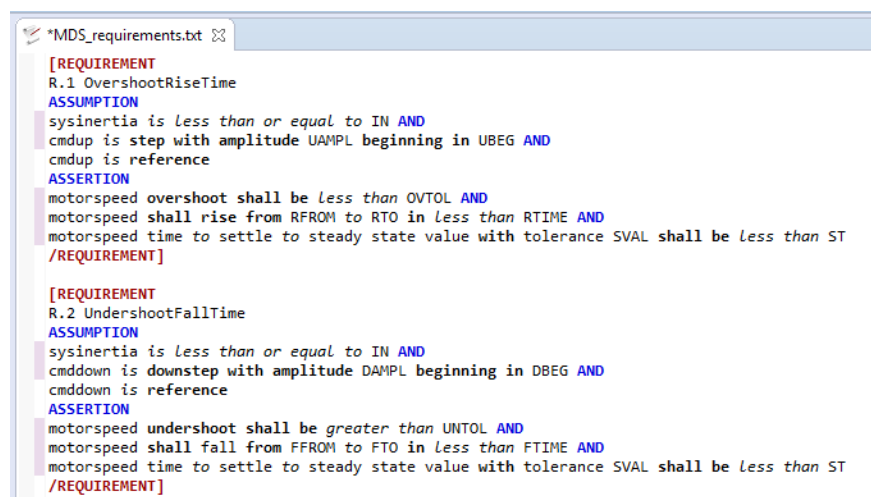 *MDS_requirements.txt
[REQUIREMENT
R.1 OvershootRiseTime
ASSUMPTION
sysinertia is less than or equal to IN AND
cmdup is step with amplitude UAMPL beginning in UBEG AND
cmdup is reference
ASSERTION
motorspeed overshoot shall be less than OVTOL AND
motorspeed shall rise from RFROM to RTO in less than RTIME AND
motorspeed time to settle to steady state value with tolerance SVAL shall be less than ST
/REQUIREMENT]
[REQUIREMENT
R.2 UndershootFallTime
ASSUMPTION
sysinertia is less than or equal to IN AND
cmddown is downstep with amplitude DAMPL beginning in DBEG AND
cmddown is reference
ASSERTION
motorspeed undershoot shall be greater than UNTOL AND
motorspeed shall fall from FFROM to FTO in less than FTIME AND
motorspeed time to settle to steady state value with tolerance SVAL shall be less than ST
/REQUIREMENT]